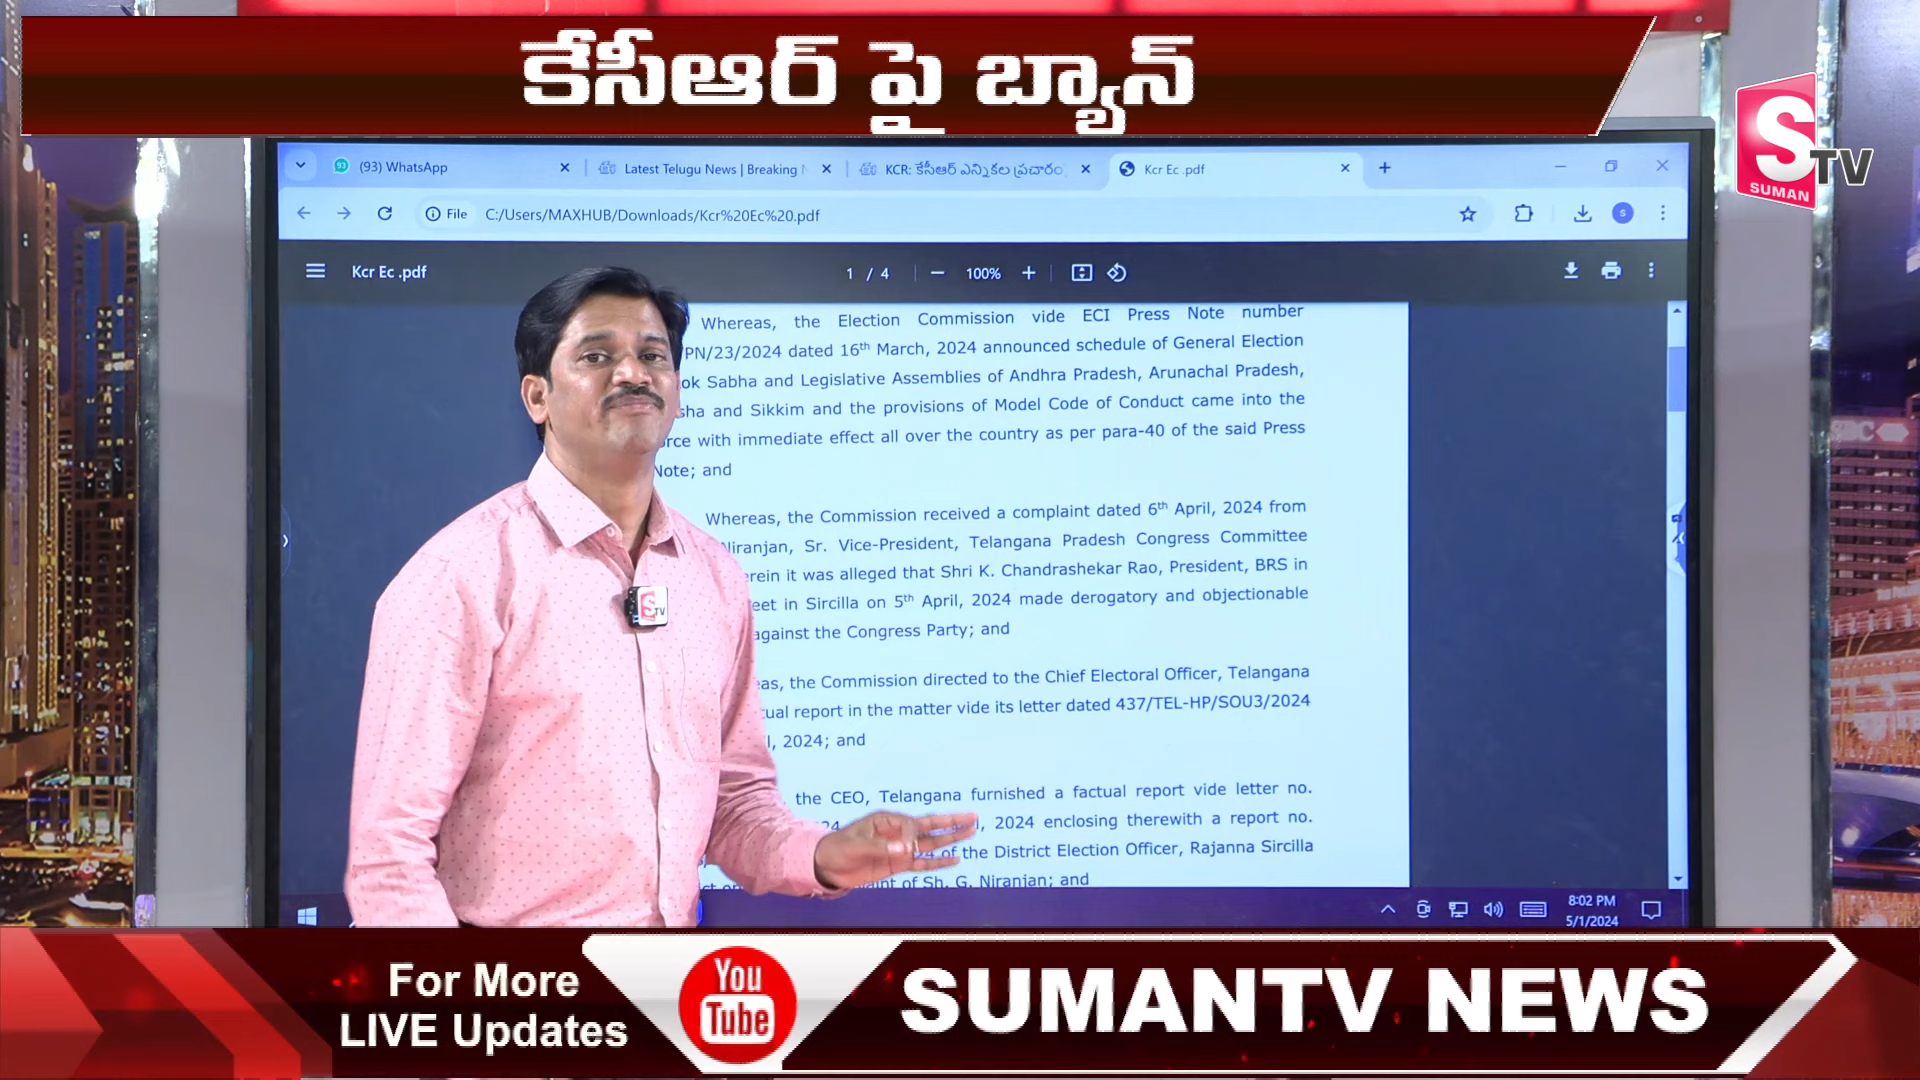 కేసీఆర్ పై బ్యాన్
S
TV
SUMAN
(93) WhatsApp
Latest Telugu News | Breaking
KCR: కేసీఆర్ ఎన్నికల ప్రచారం
Kcr Ec .pdf
File C:/Users/MAXHUB/Downloads/Kcr%20Ec%20.pdf
Kcr Ec .pdf
1 / 4
100%
Whereas, the Election Commission vide ECI Press Note number
PN/23/2024 dated 16th March, 2024 announced schedule of General Election
ok Sabha and Legislative Assemblies of Andhra Pradesh, Arunachal Pradesh,
sha and Sikkim and the provisions of Model Code of Conduct came into the
rce with immediate effect all over the country as per para-40 of the said Press
Note; and
Whereas, the Commission received a complaint dated 6th April, 2024 from
Niranjan, Sr. Vice-President, Telangana Pradesh Congress Committee
erein it was alleged that Shri K. Chandrashekar Rao, President, BRS in
eet in Sircilla on 5th April, 2024 made derogatory and objectionable
against the Congress Party; and
eas, the Commission directed to the Chief Electoral Officer, Telangana
tual report in the matter vide its letter dated 437/TEL-HP/SOU3/2024
l, 2024; and
the CEO, Telangana furnished a factual report vide letter no.
24 , 2024 enclosing therewith a report no.
24 of the District Election Officer, Rajanna Sircilla
ct on of Sh. G. Niranjan; and
STV
8:02 PM
5/1/2024
For More
LIVE Updates
You
Tube
SUMANTV NEWS